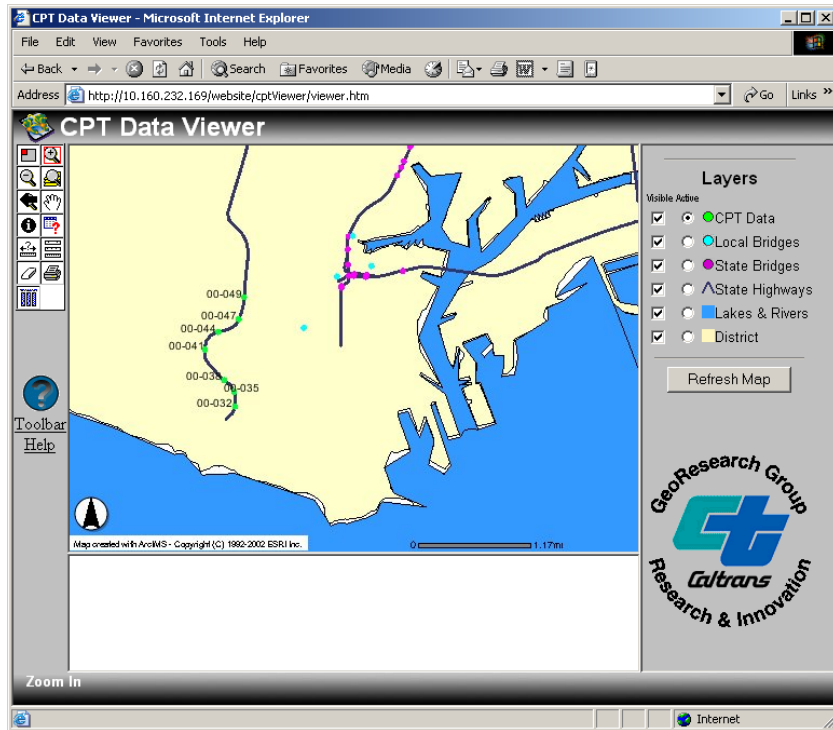 CPT Data Viewer - Microsoft Internet Explorer
File Edit View Favorites Tools Help
Back Search Favorites Media
Address http://10.160.232.169/website/cptViewer/viewer.htm Go Links »
CPT Data Viewer
Layers
Visible Active
CPT Data
Local Bridges
State Bridges
State Highways
Lakes & Rivers
District
Refresh Map
00-049
00-047
00-044
00-041
00-038
00-035
00-032
Toolbar
Help
Map created with ArcIMS - Copyright (C) 1992-2002 ESRI Inc.
0 1.17mi
GeoResearch Group
Ct
Caltrans
Research & Innovation
Zoom In
Internet